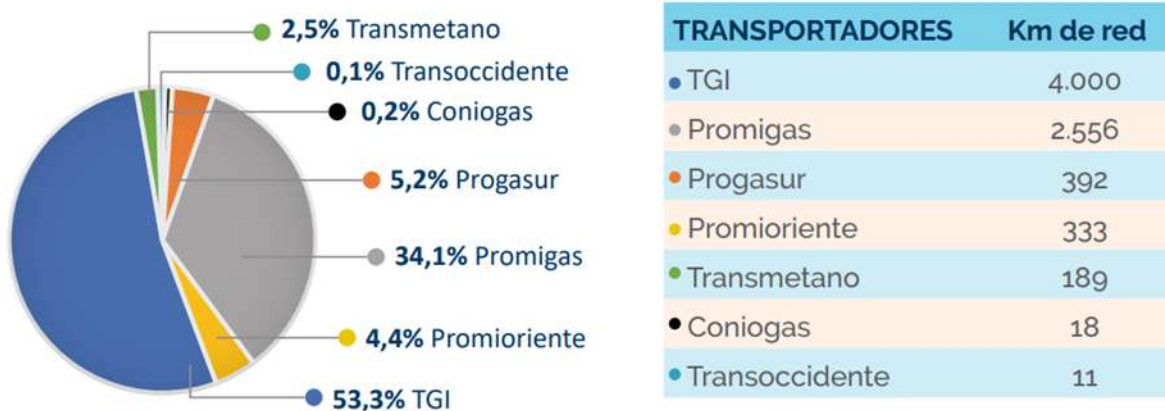 2,5% Transmetano
0,1% Transoccidente
0,2% Coniogas
5,2% Progasur
34,1% Promigas
4,4% Promioriente
53,3% TGI
TRANSPORTADORES Km de red
TGI 4.000
Promigas 2.556
Progasur 392
Promioriente 333
Transmetano 189
Coniogas 18
Transoccidente 11